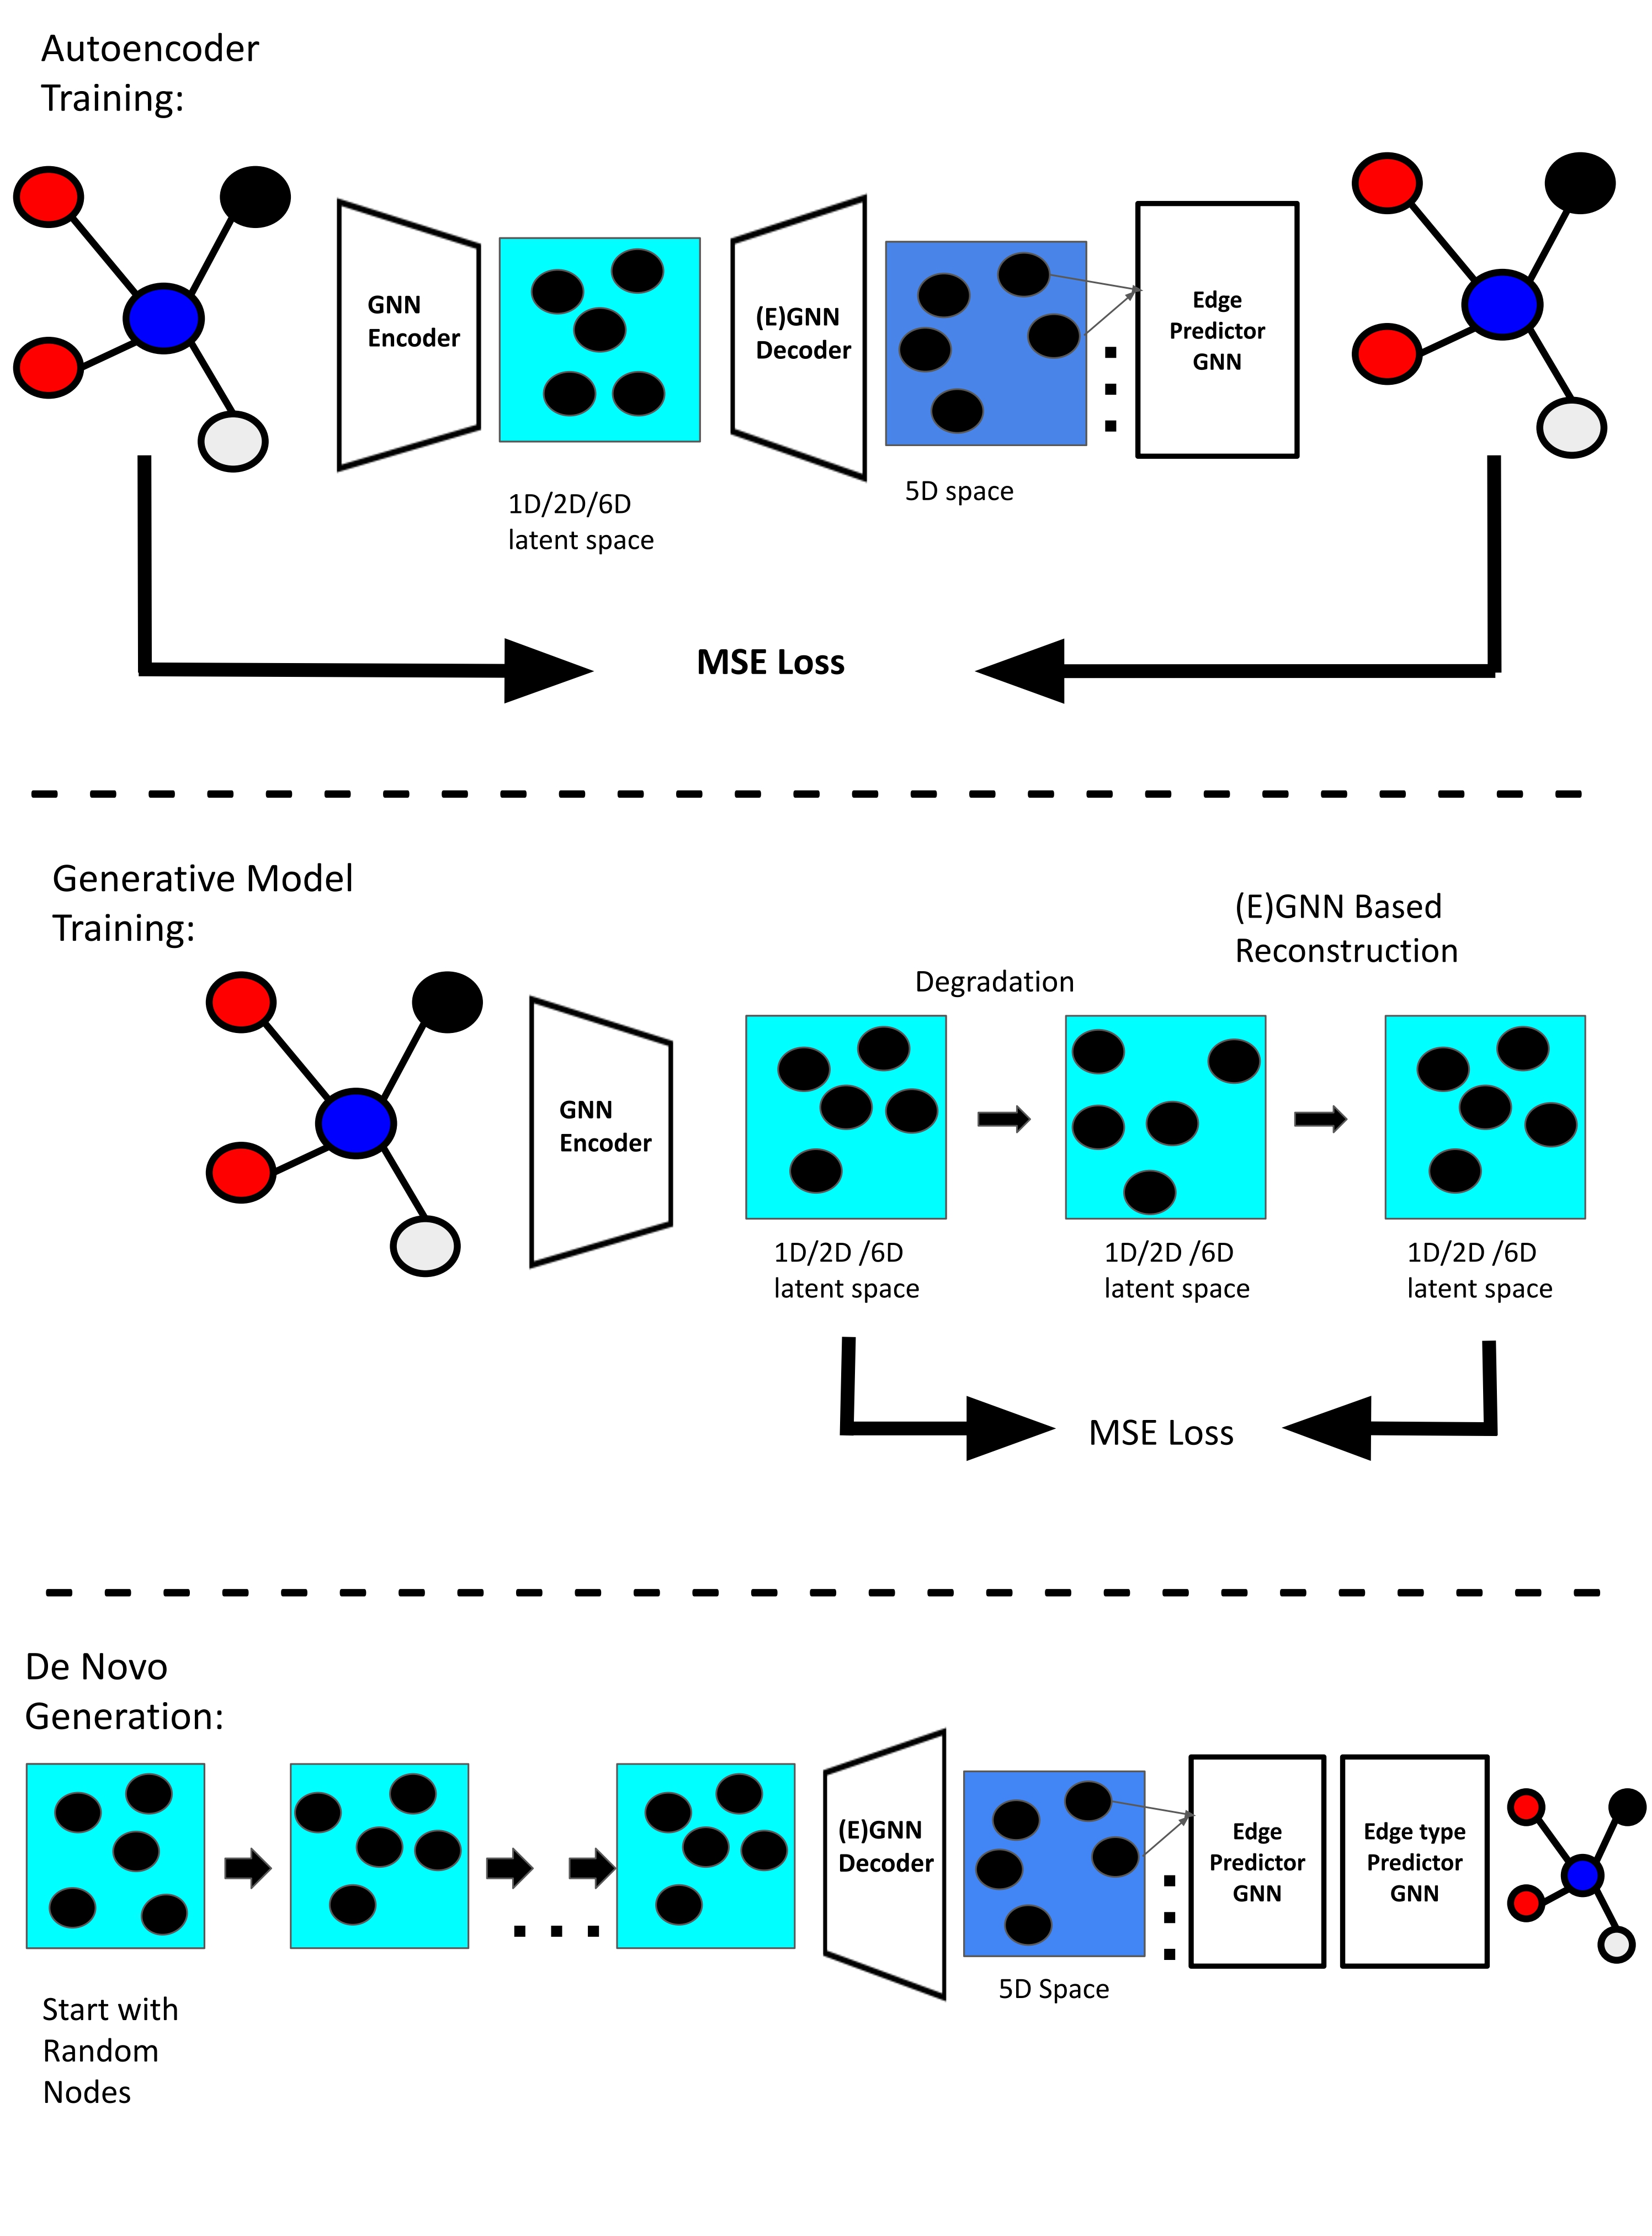 Autoencoder
Training:
GNN
Encoder
(E)GNN
Decoder
Edge
Predictor
GNN
1D/2D/6D
latent space
5D space
MSE Loss
Generative Model
Training:
(E)GNN Based
Reconstruction
Degradation
GNN
Encoder
1D/2D /6D
latent space
1D/2D /6D
latent space
1D/2D /6D
latent space
MSE Loss
De Novo
Generation:
(E)GNN
Decoder
Edge
Predictor
GNN
Edge type
Predictor
GNN
5D Space
Start with
Random
Nodes